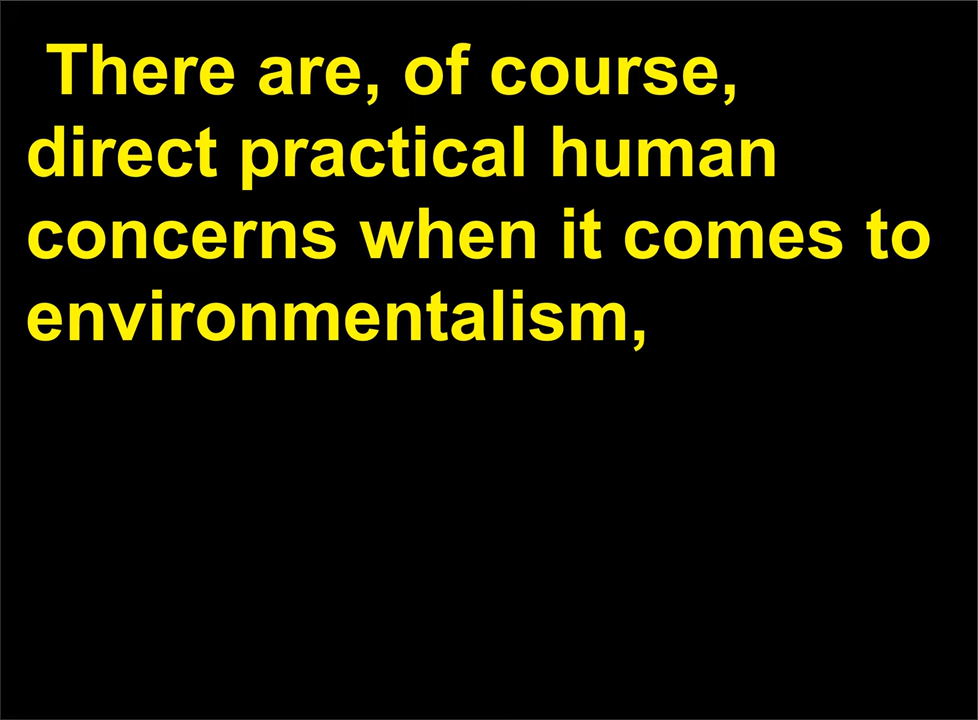 There are, of course,
direct practical human
concerns when it comes to
environmentalism,